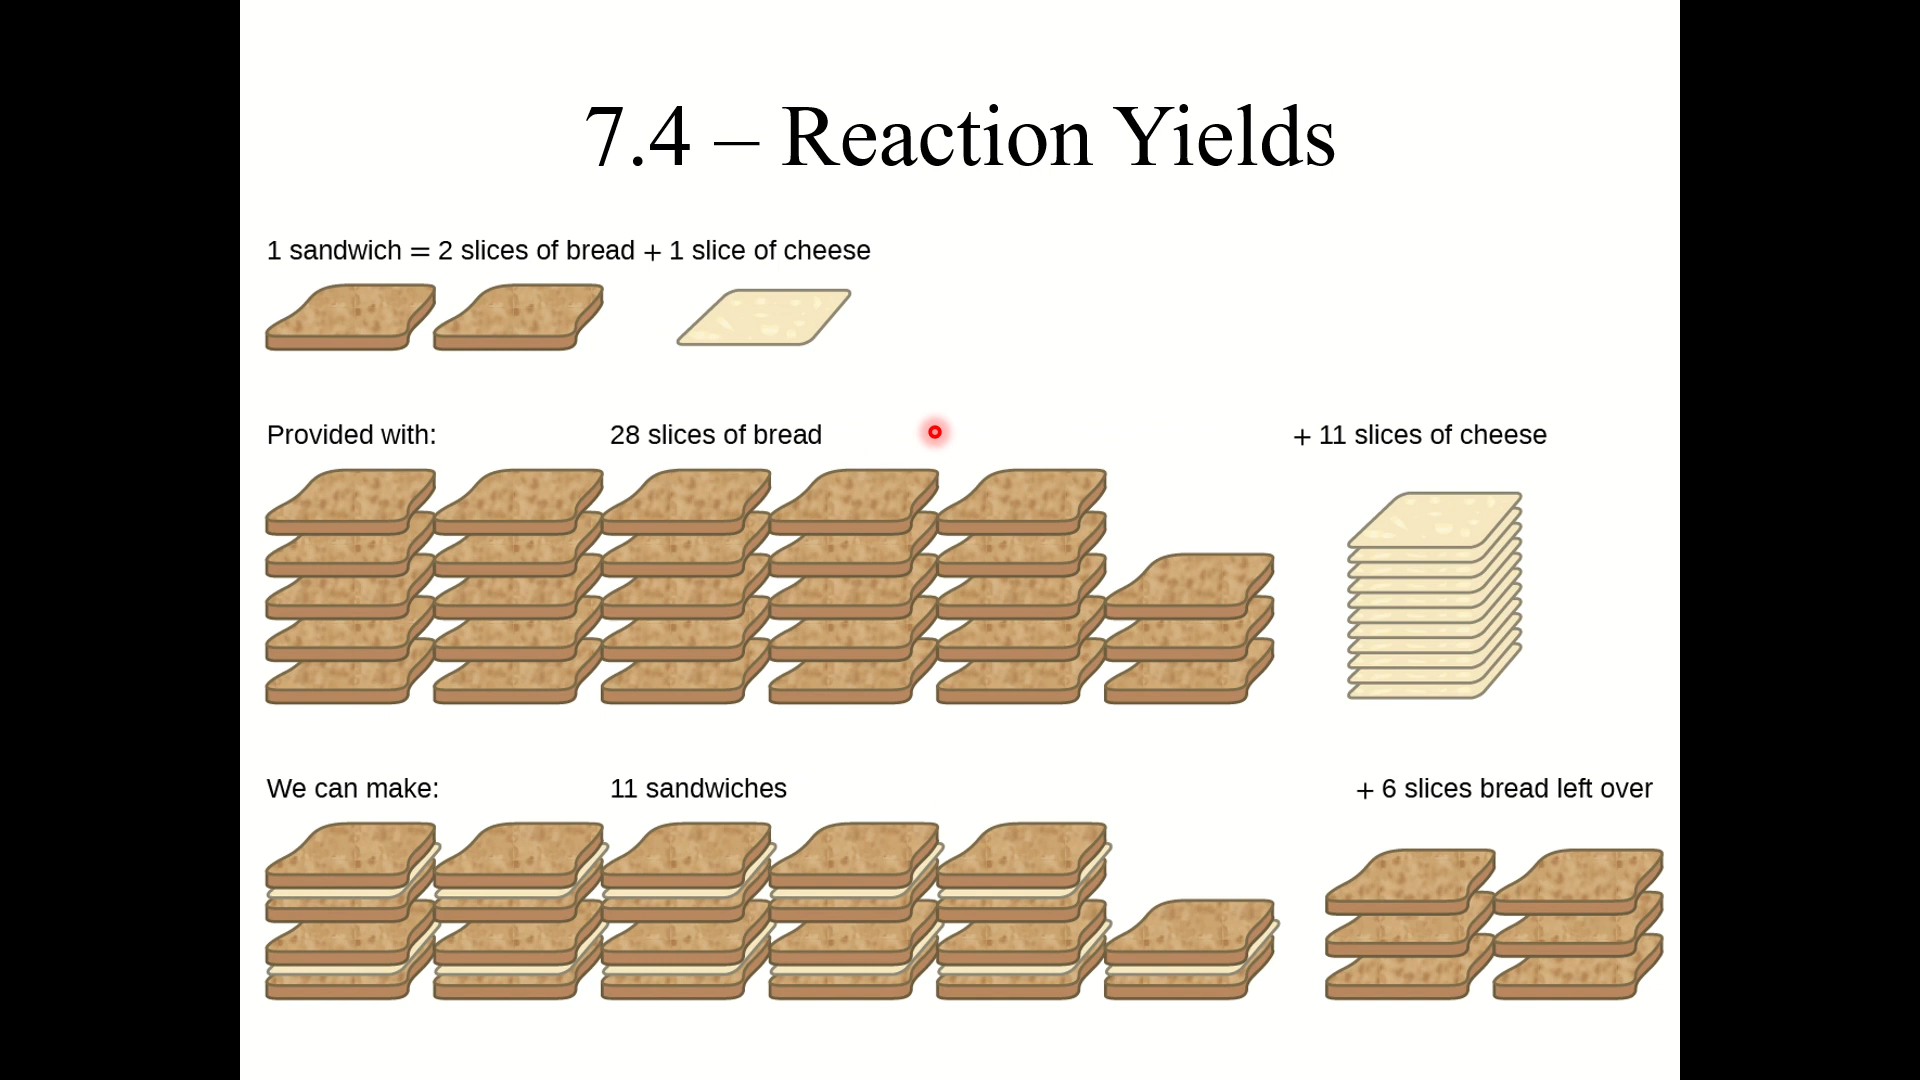 7.4 – Reaction Yields
1 sandwich = 2 slices of bread + 1 slice of cheese
Provided with: 28 slices of bread + 11 slices of cheese
We can make: 11 sandwiches + 6 slices bread left over